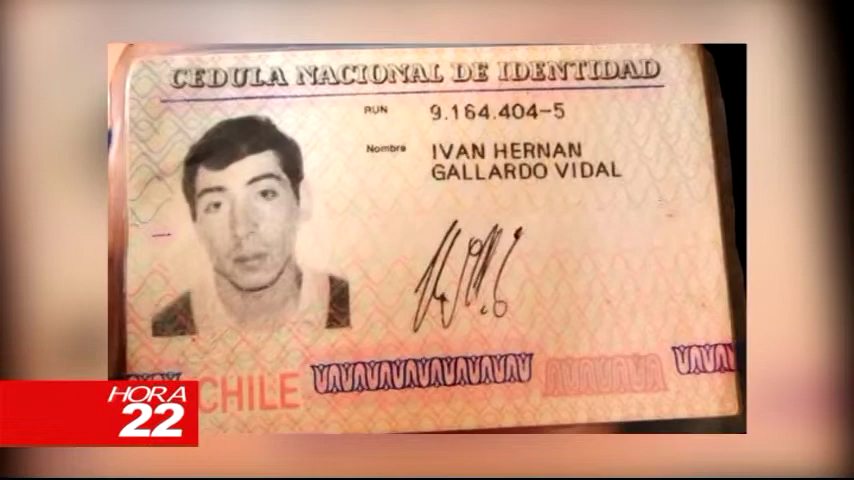 CEDULA NACIONAL DE IDENTIDAD
RUN 9.164.404-5
Nombre IVAN HERNAN
GALLARDO VIDAL
CHILE
HORA
22